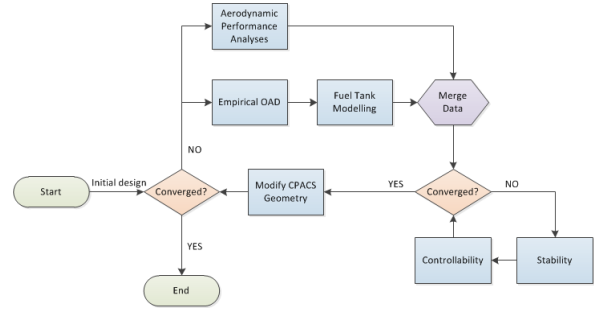 Aerodynamic
Performance
Analyses
Empirical OAD
Fuel Tank
Modelling
Merge
Data
NO
Start
Initial design
Converged?
Modify CPACS
Geometry
YES
Converged?
NO
YES
Controllability
Stability
End